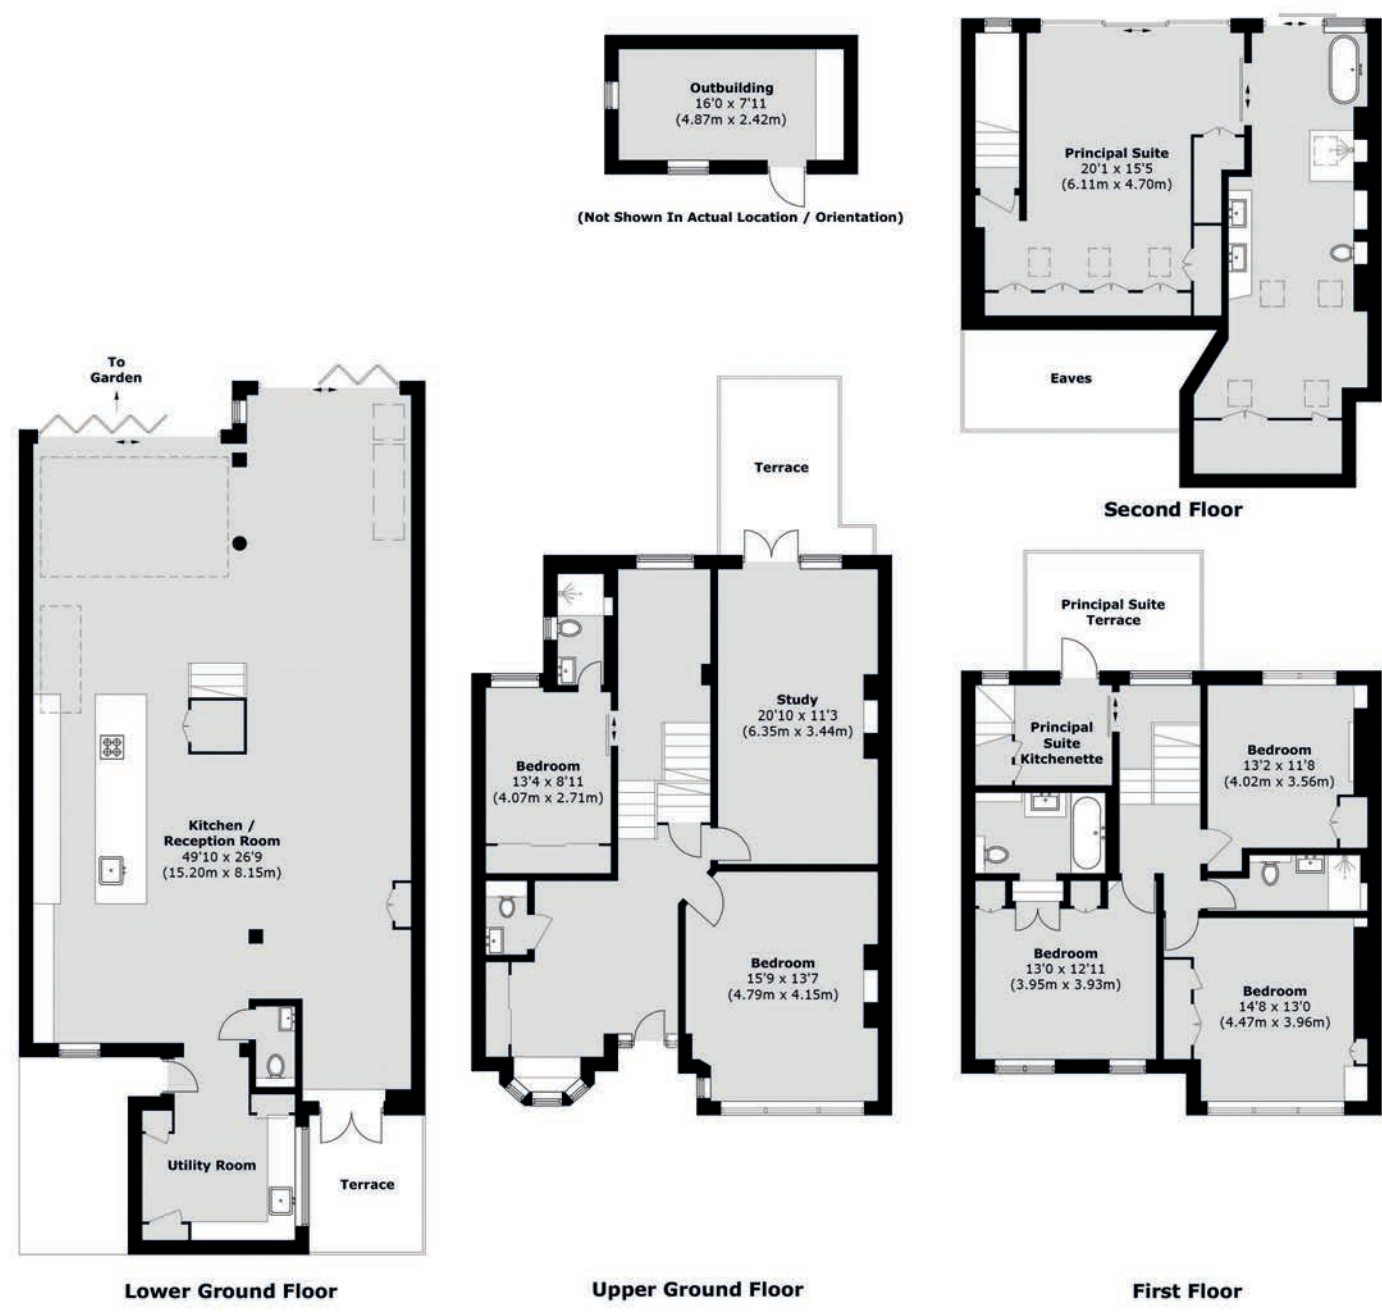 Outbuilding
16'0 x 7'11
(4.87m x 2.42m)
(Not Shown In Actual Location / Orientation)
Principal Suite
20'1 x 15'5
(6.11m x 4.70m)
Eaves
Second Floor
To
Garden
Kitchen /
Reception Room
49'10 x 26'9
(15.20m x 8.15m)
Utility Room
Terrace
Lower Ground Floor
Terrace
Study
20'10 x 11'3
(6.35m x 3.44m)
Bedroom
13'4 x 8'11
(4.07m x 2.71m)
Bedroom
15'9 x 13'7
(4.79m x 4.15m)
Upper Ground Floor
Principal Suite
Terrace
Principal
Suite
Kitchenette
Bedroom
13'2 x 11'8
(4.02m x 3.56m)
Bedroom
13'0 x 12'11
(3.95m x 3.93m)
Bedroom
14'8 x 13'0
(4.47m x 3.96m)
First Floor